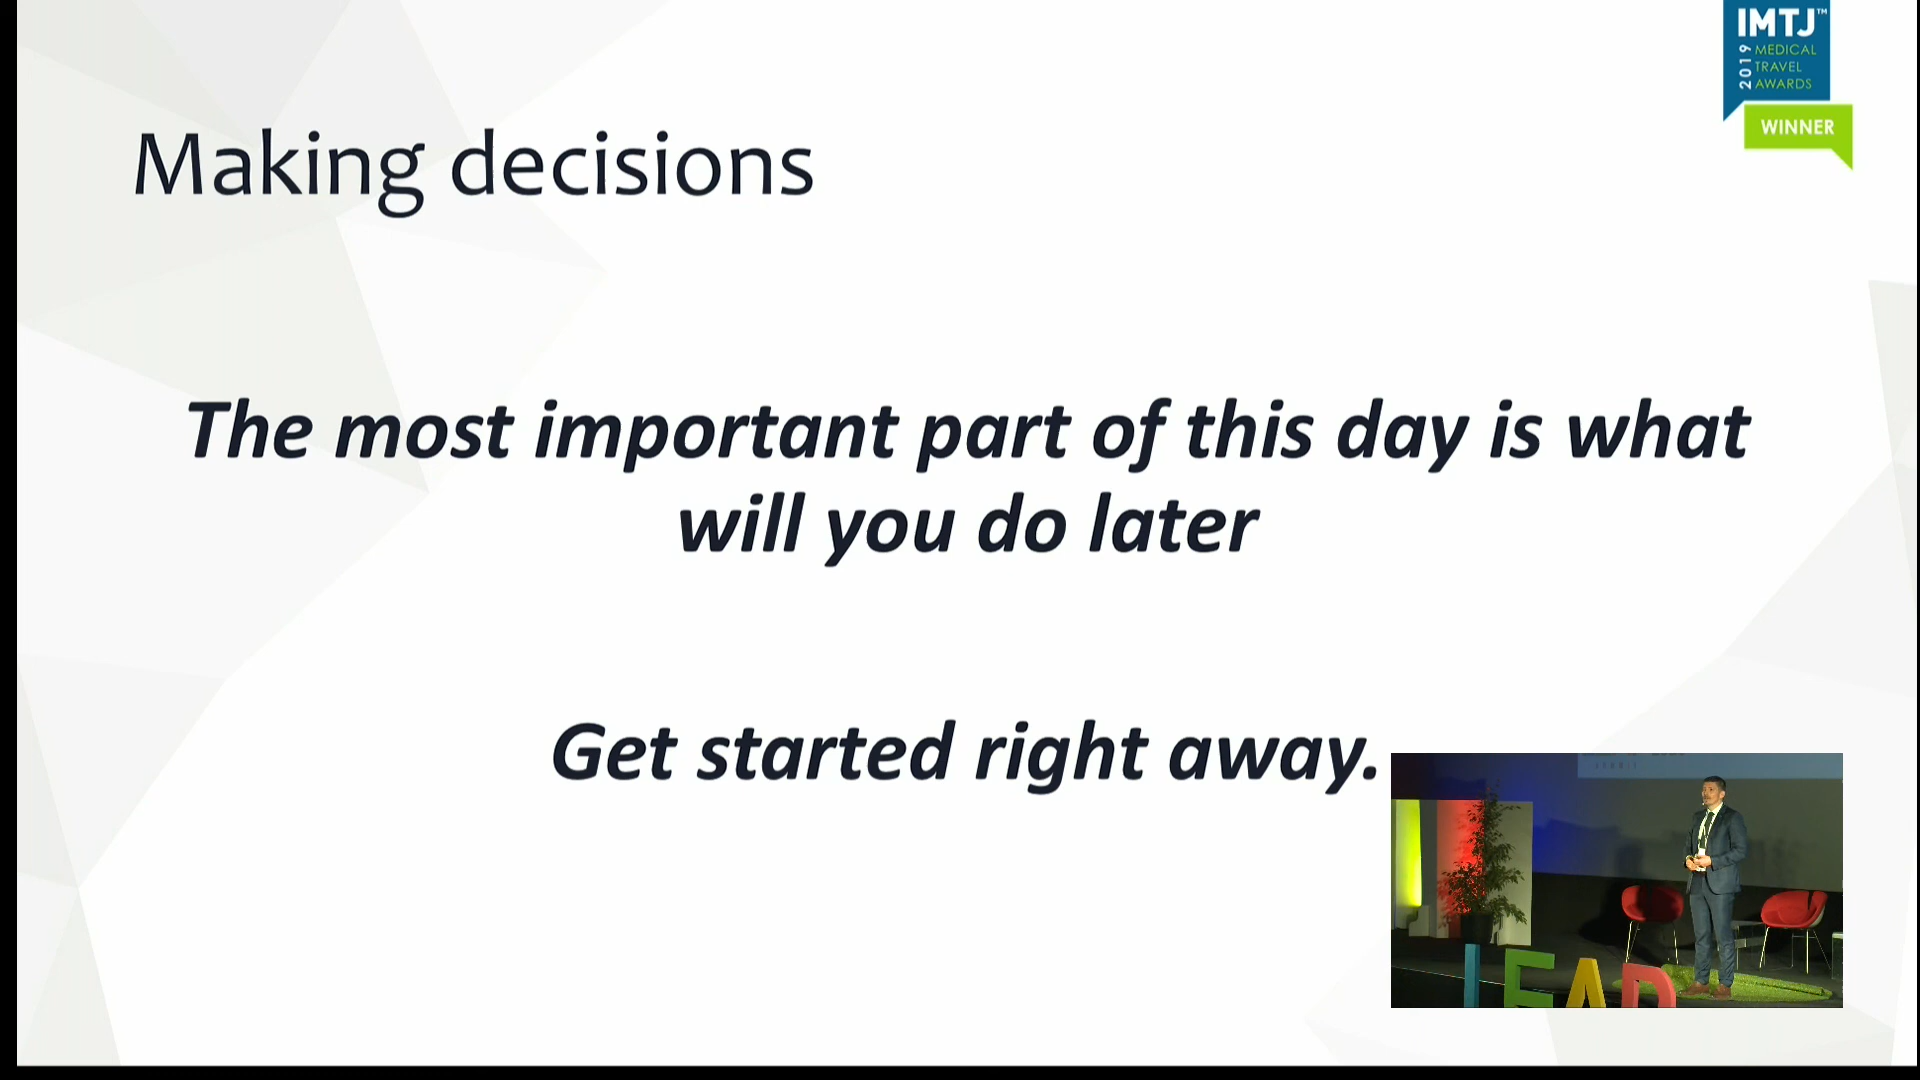 IMTJ™
2019 MEDICAL
TRAVEL
AWARDS
WINNER
Making decisions
The most important part of this day is what
will you do later
Get started right away.
LEAD